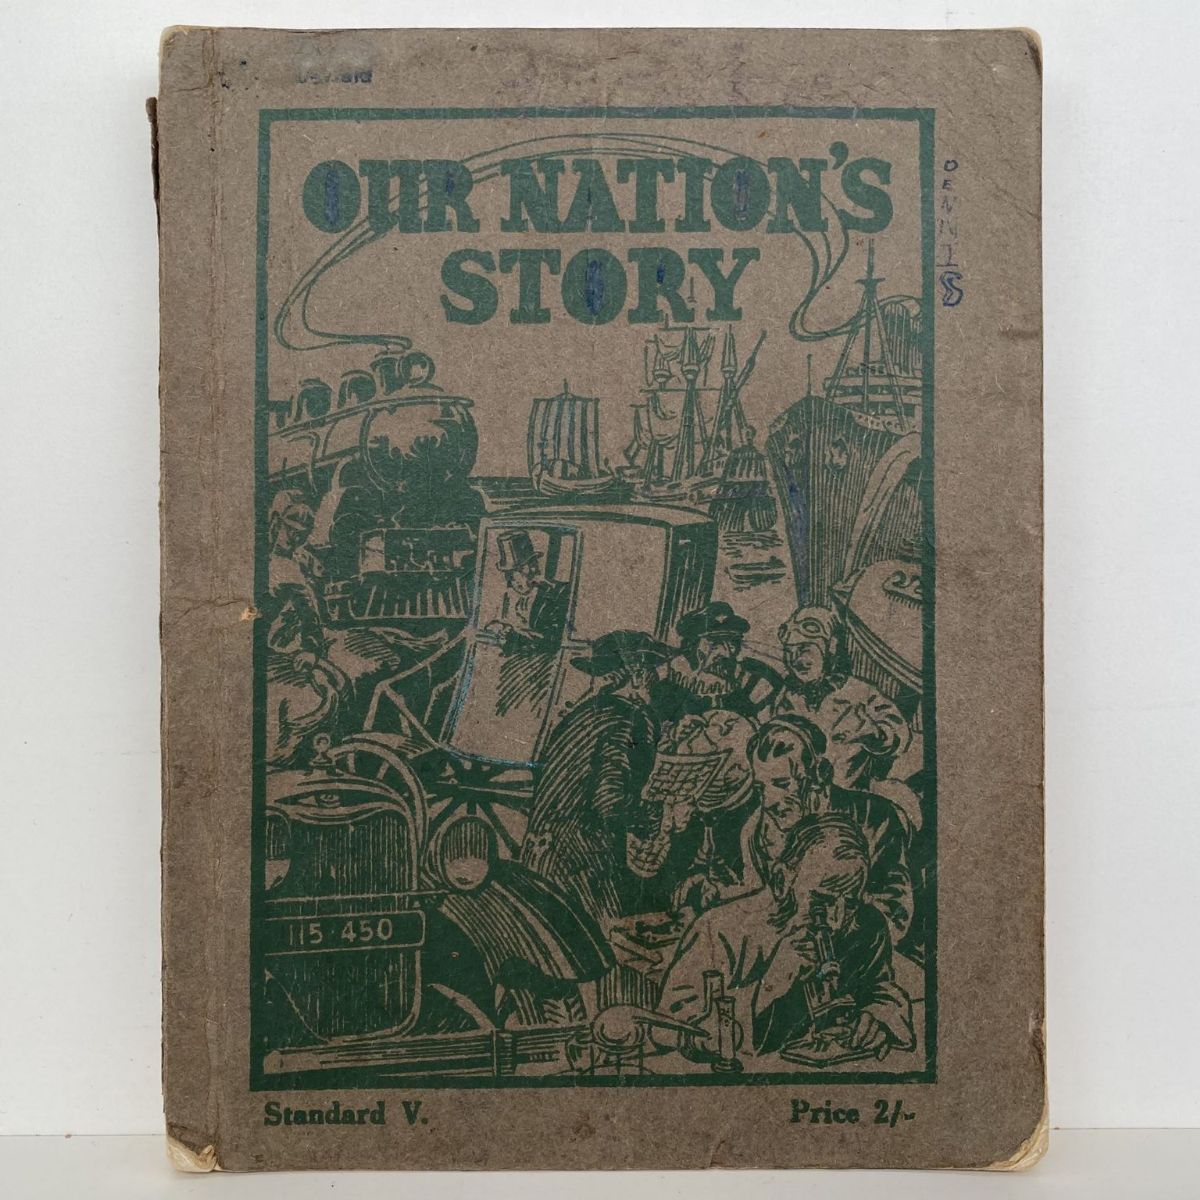 OUR NATION'S
STORY
DENNIS
115·450
Standard V.
Price 2/-